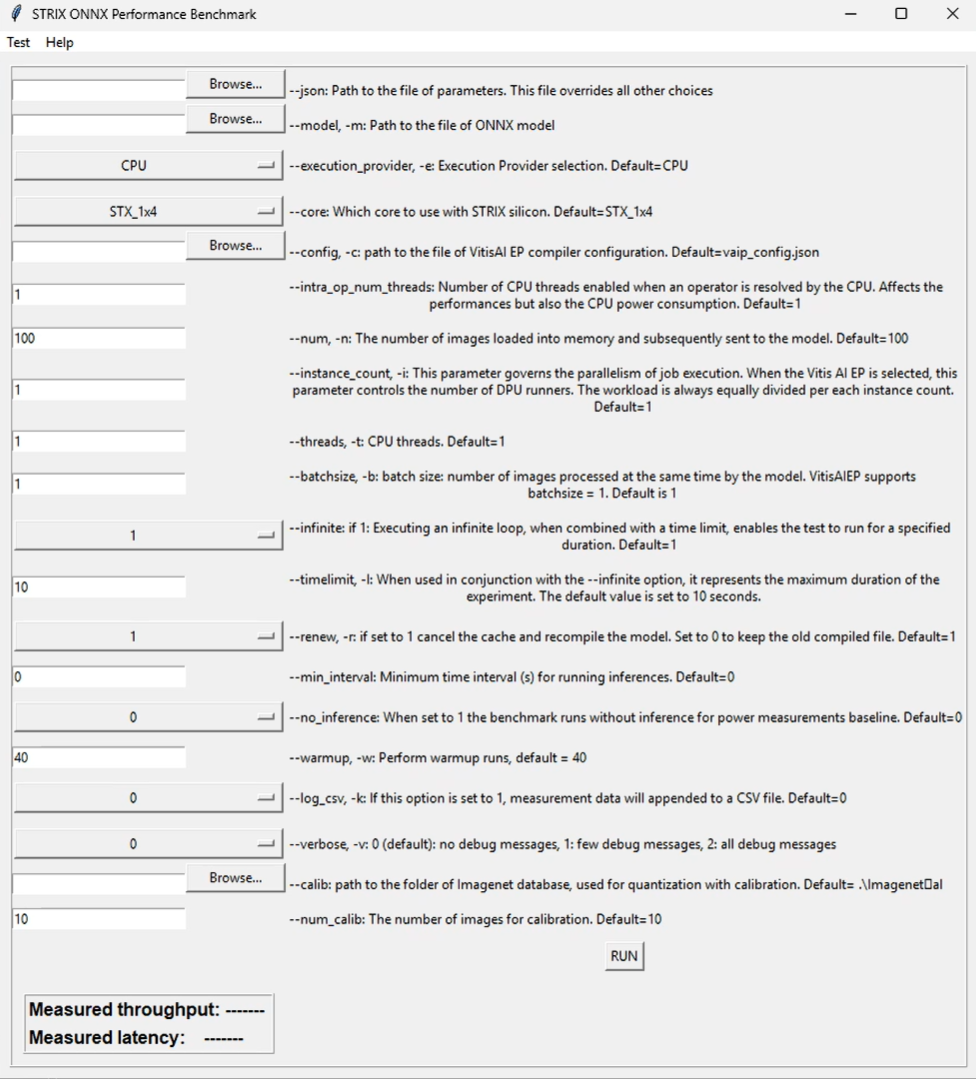 STRIX ONNX Performance Benchmark
Test Help
Browse... --json: Path to the file of parameters. This file overrides all other choices
Browse... --model, -m: Path to the file of ONNX model
CPU --execution_provider, -e: Execution Provider selection. Default=CPU
STX_1x4 --core: Which core to use with STRIX silicon. Default=STX_1x4
Browse... --config, -c: path to the file of VitisAI EP compiler configuration. Default=vaip_config.json
1 --intra_op_num_threads: Number of CPU threads enabled when an operator is resolved by the CPU. Affects the
performances but also the CPU power consumption. Default=1
100 --num, -n: The number of images loaded into memory and subsequently sent to the model. Default=100
--instance_count, -i: This parameter governs the parallelism of job execution. When the Vitis AI EP is selected, this
1 parameter controls the number of DPU runners. The workload is always equally divided per each instance count.
Default=1
1 --threads, -t: CPU threads. Default=1
1 --batchsize, -b: batch size: number of images processed at the same time by the model. VitisAIEP supports
batchsize = 1. Default is 1
1 --infinite: if 1: Executing an infinite loop, when combined with a time limit, enables the test to run for a specified
duration. Default=1
10 --timelimit, -l: When used in conjunction with the --infinite option, it represents the maximum duration of the
experiment. The default value is set to 10 seconds.
1 --renew, -r: if set to 1 cancel the cache and recompile the model. Set to 0 to keep the old compiled file. Default=1
0 --min_interval: Minimum time interval (s) for running inferences. Default=0
0 --no_inference: When set to 1 the benchmark runs without inference for power measurements baseline. Default=0
40 --warmup, -w: Perform warmup runs, default = 40
0 --log_csv, -k: If this option is set to 1, measurement data will appended to a CSV file. Default=0
0 --verbose, -v: 0 (default): no debug messages, 1: few debug messages, 2: all debug messages
Browse... --calib: path to the folder of Imagenet database, used for quantization with calibration. Default= .\Imagenet□al
10 --num_calib: The number of images for calibration. Default=10
RUN
Measured throughput: -------
Measured latency: -------